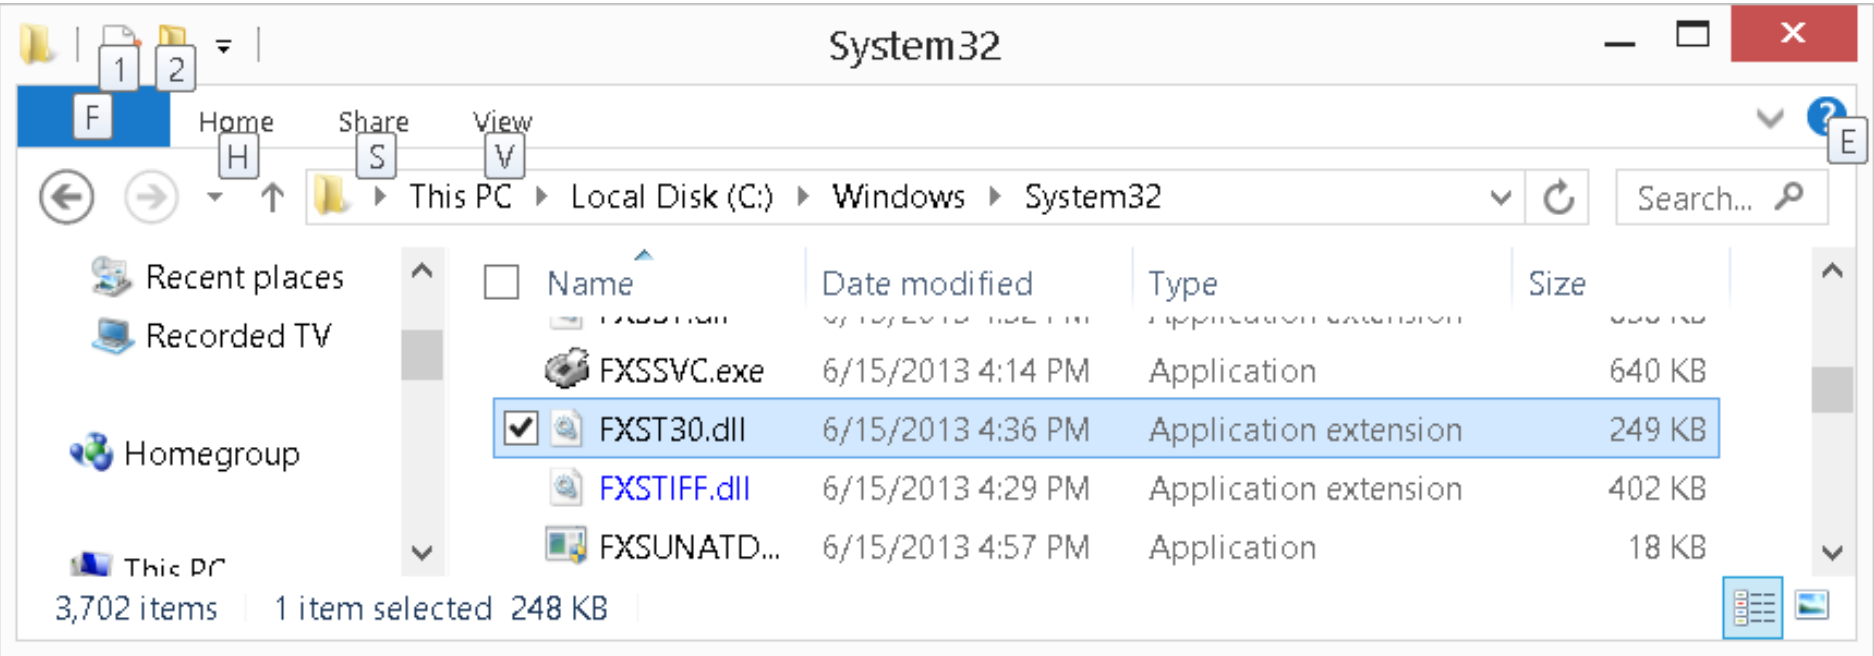 System32
1 2
F Home Share View
H S V E
This PC Local Disk (C:) Windows System32 Search...
Recent places Name Date modified Type Size
Recorded TV
FXSSVC.exe 6/15/2013 4:14 PM Application 640 KB
FXST30.dll 6/15/2013 4:36 PM Application extension 249 KB
Homegroup
FXSTIFF.dll 6/15/2013 4:29 PM Application extension 402 KB
FXSUNATD... 6/15/2013 4:57 PM Application 18 KB
This PC
3,702 items 1 item selected 248 KB